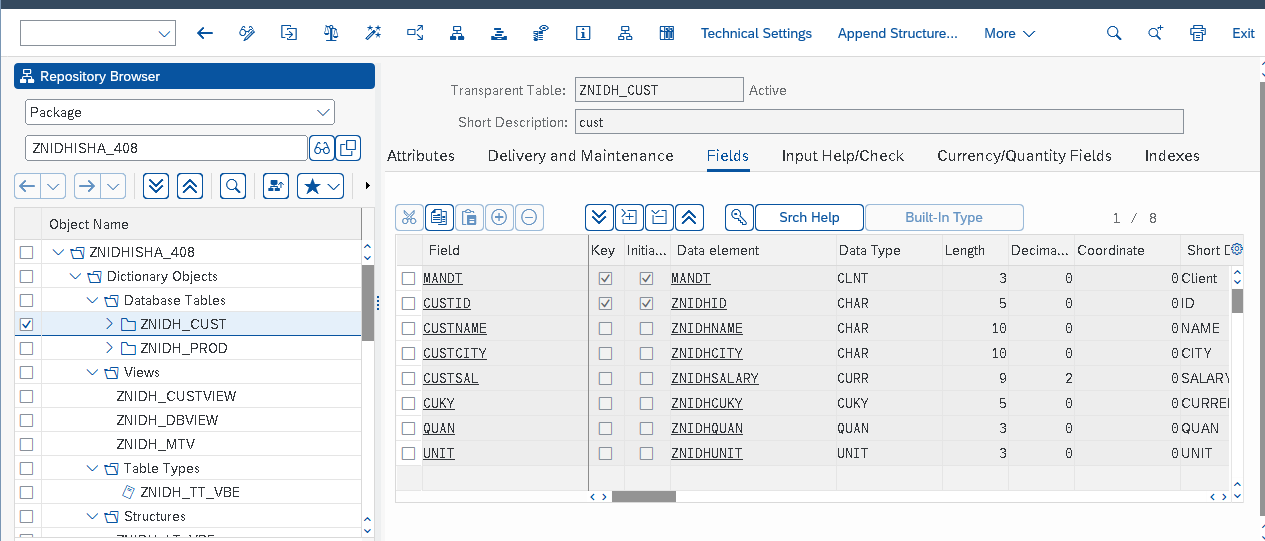 Technical Settings Append Structure... More Exit
Repository Browser
Package
ZNIDHISHA_408
Object Name
ZNIDHISHA_408
Dictionary Objects
Database Tables
ZNIDH_CUST
ZNIDH_PROD
Views
ZNIDH_CUSTVIEW
ZNIDH_DBVIEW
ZNIDH_MTV
Table Types
ZNIDH_TT_VBE
Structures
Transparent Table: ZNIDH_CUST Active
Short Description: cust
Attributes Delivery and Maintenance Fields Input Help/Check Currency/Quantity Fields Indexes
Srch Help Built-In Type 1 / 8
Field Key Initia... Data element Data Type Length Decima... Coordinate Short D
MANDT MANDT CLNT 3 0 0 Client
CUSTID ZNIDHID CHAR 5 0 0 ID
CUSTNAME ZNIDHNAME CHAR 10 0 0 NAME
CUSTCITY ZNIDHCITY CHAR 10 0 0 CITY
CUSTSAL ZNIDHSALARY CURR 9 2 0 SALARY
CUKY ZNIDHCUKY CUKY 5 0 0 CURRE
QUAN ZNIDHQUAN QUAN 3 0 0 QUAN
UNIT ZNIDHUNIT UNIT 3 0 0 UNIT